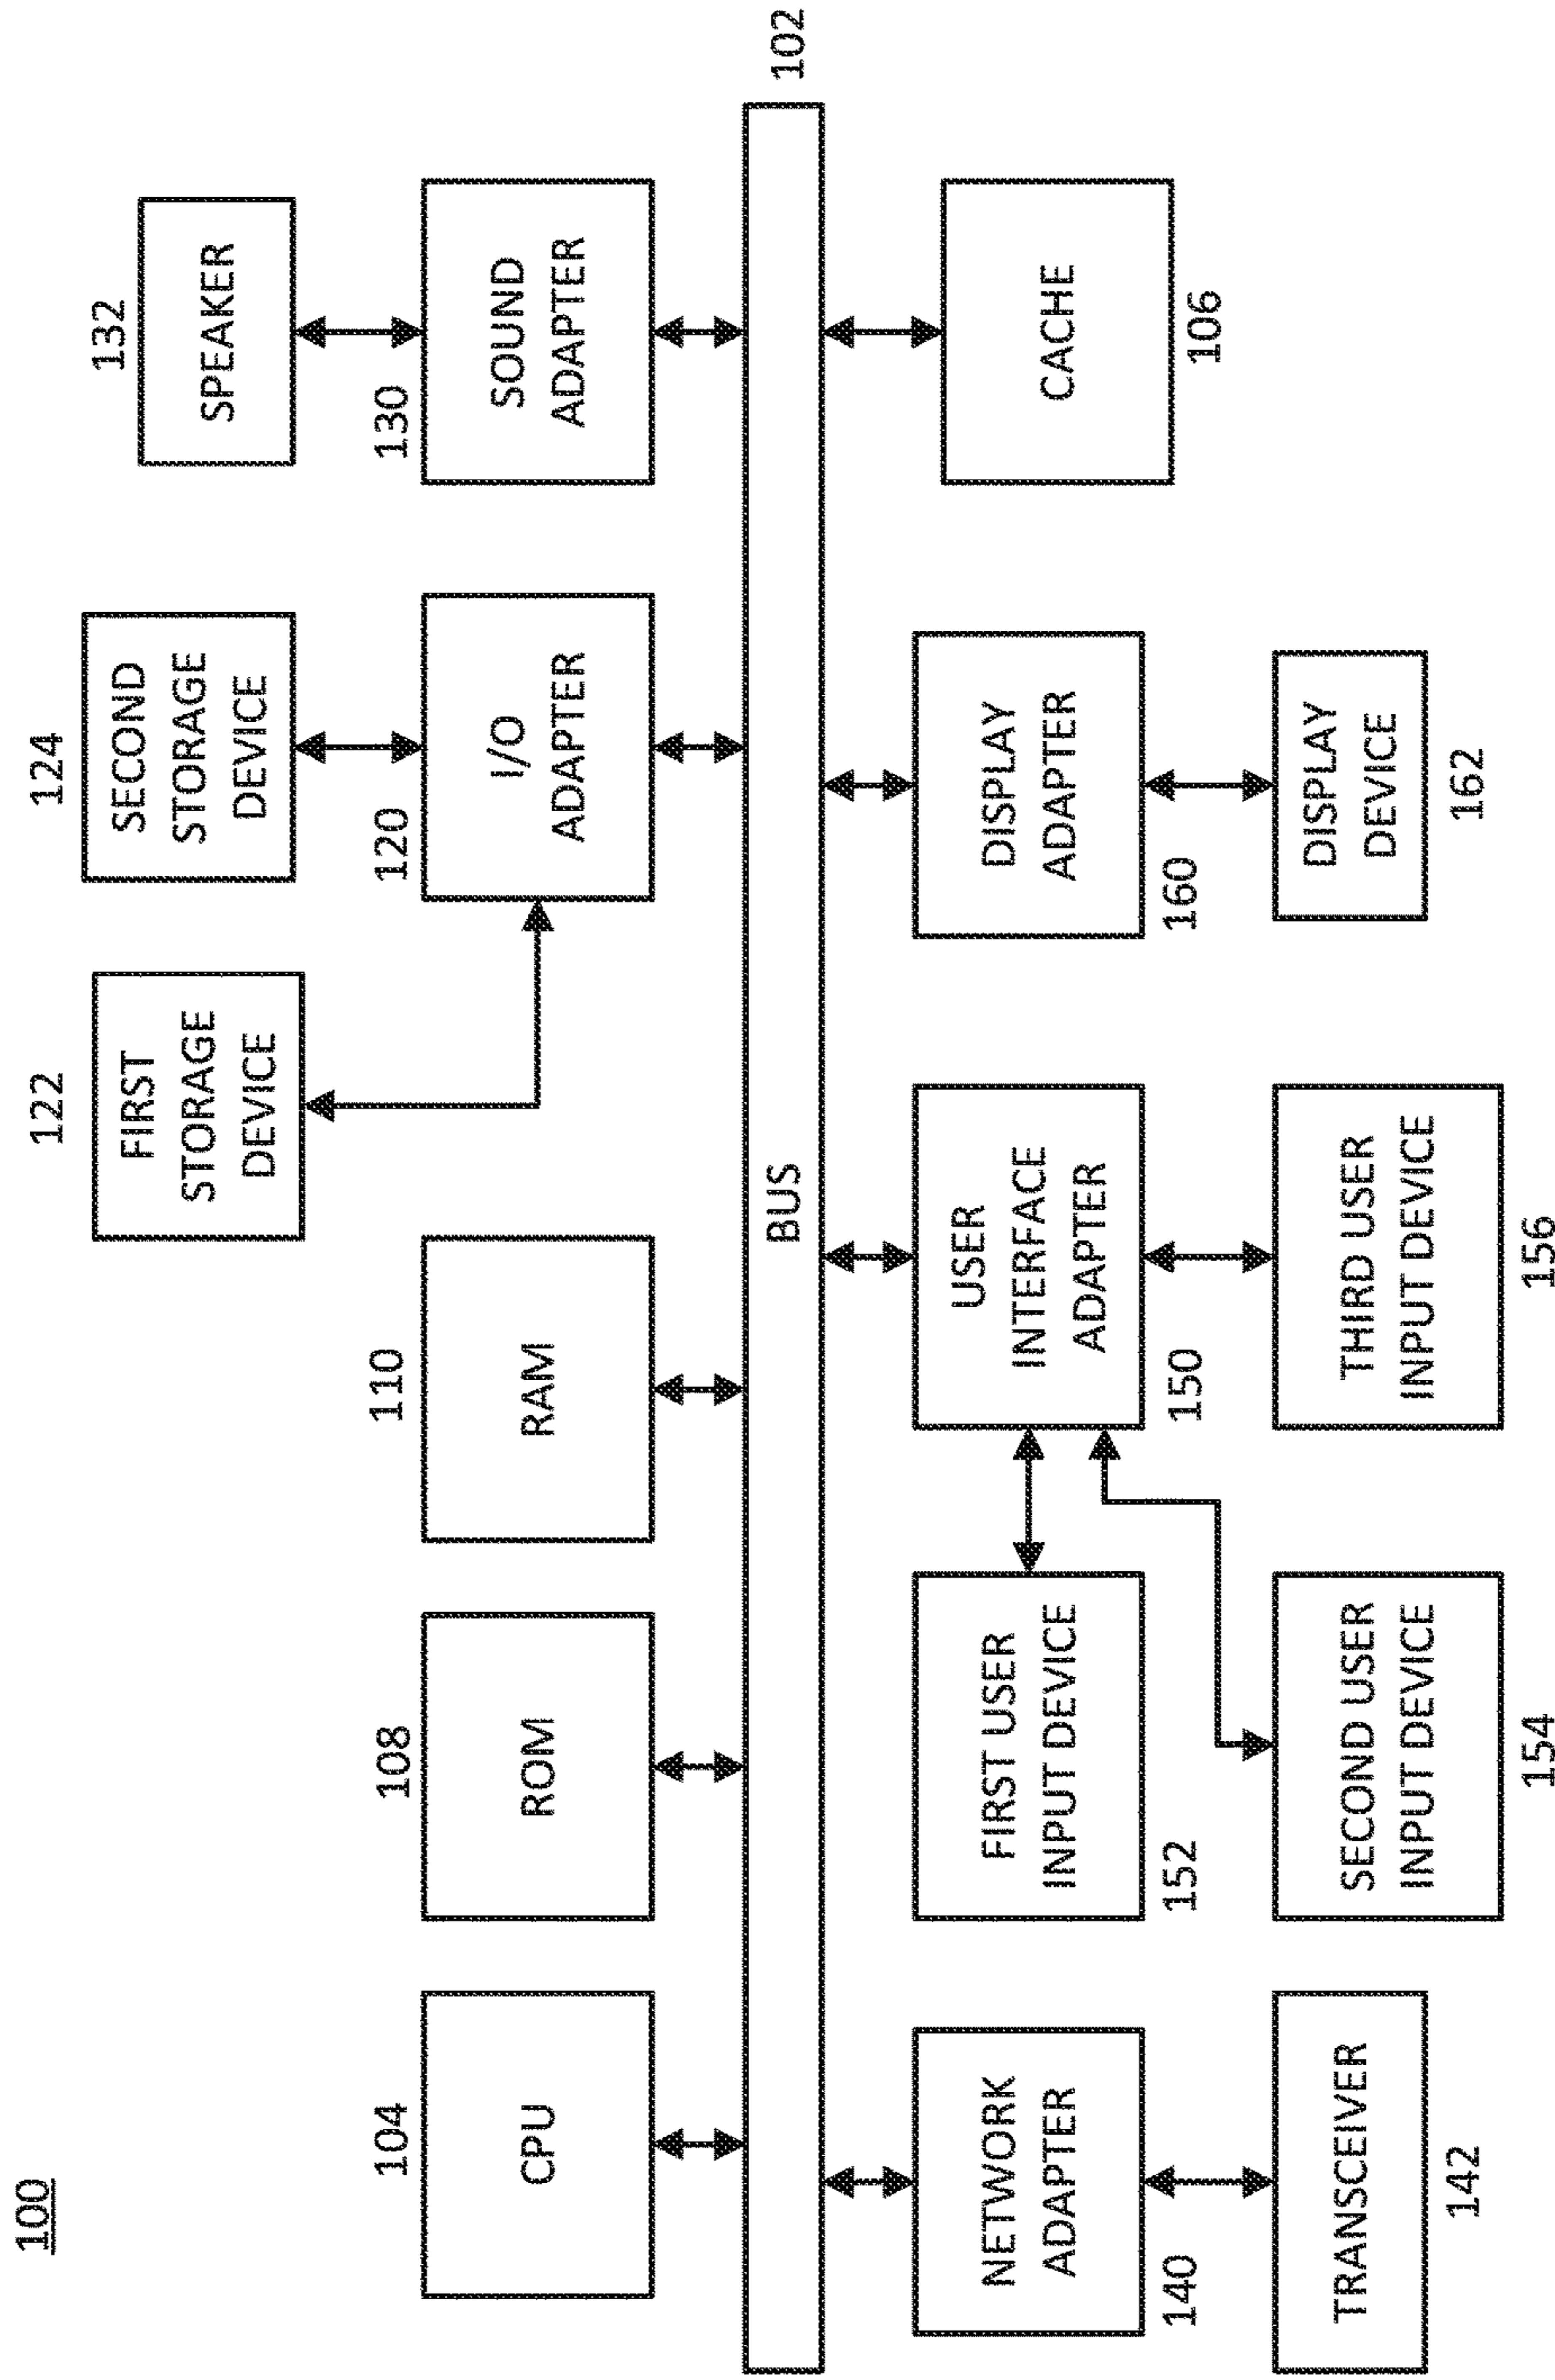 100
132
SPEAKER
124
SECOND
STORAGE
DEVICE
122
FIRST
STORAGE
DEVICE
104
CPU
108
ROM
110
RAM
120
I/O
ADAPTER
130
SOUND
ADAPTER
102
BUS
NETWORK
ADAPTER
140
FIRST USER
INPUT DEVICE
152
USER
INTERFACE
ADAPTER
150
DISPLAY
ADAPTER
160
CACHE
106
TRANSCEIVER
142
SECOND USER
INPUT DEVICE
154
THIRD USER
INPUT DEVICE
156
DISPLAY
DEVICE
162